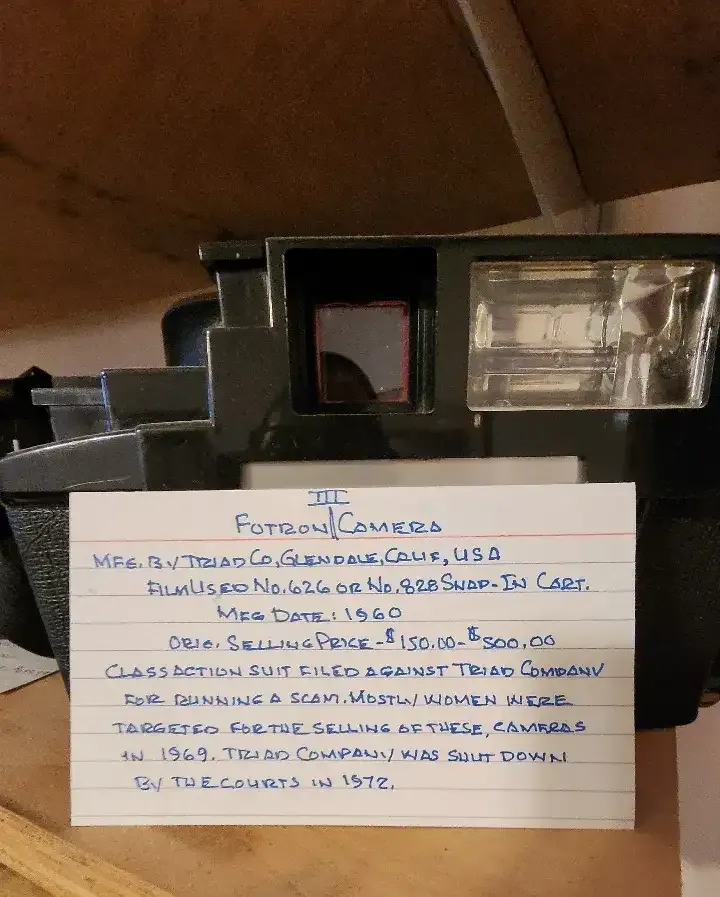 III
FOTRON CAMERA
MFG. BY TRIAD CO, GLENDALE, CALIF, USA
FILM USED NO. 626 OR NO. 828 SNAP-IN CART.
MFG DATE: 1960
ORIG. SELLING PRICE - $150.00 - $500.00
CLASS ACTION SUIT FILED AGAINST TRIAD COMPANY
FOR RUNNING A SCAM. MOSTLY WOMEN WERE
TARGETED FOR THE SELLING OF THESE, CAMERAS
IN 1969. TRIAD COMPANY WAS SHUT DOWN
BY THE COURTS IN 1972.